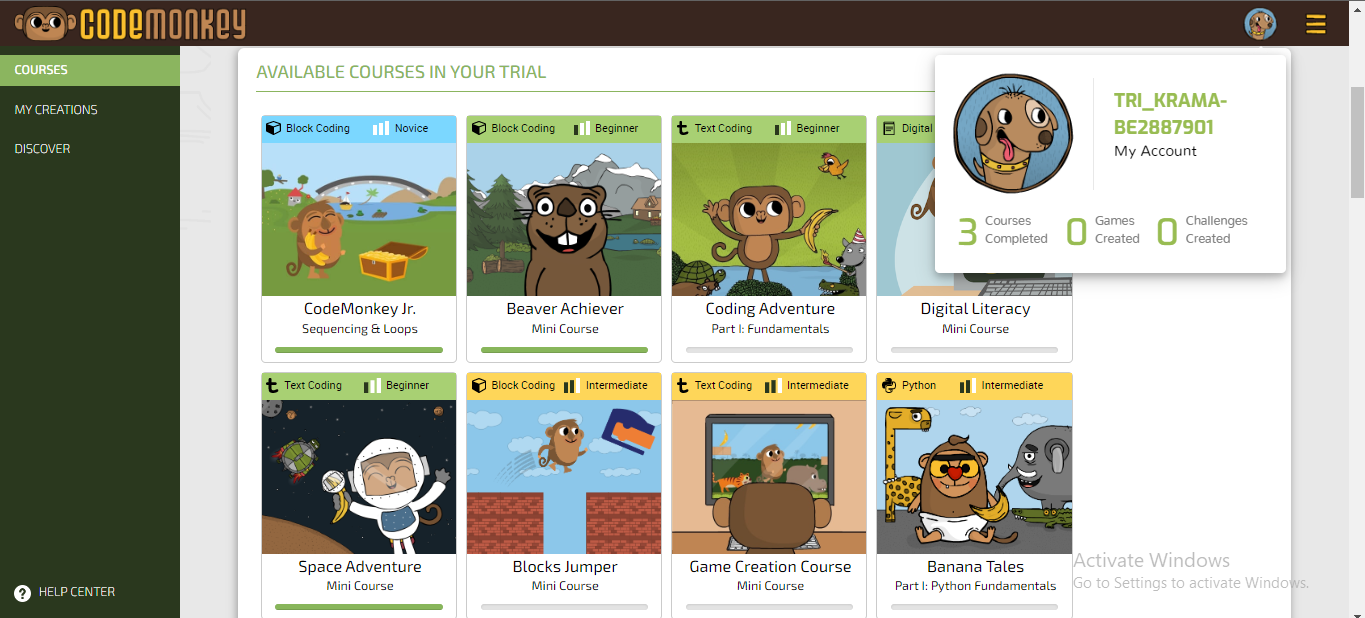 CODEmonkey
COURSES
MY CREATIONS
DISCOVER
HELP CENTER
AVAILABLE COURSES IN YOUR TRIAL
TRI_KRAMA-
BE2887901
My Account
3 Courses Completed
0 Games Created
0 Challenges Created
Block Coding Novice
CodeMonkey Jr.
Sequencing & Loops
Block Coding Beginner
Beaver Achiever
Mini Course
Text Coding Beginner
Coding Adventure
Part I: Fundamentals
Digital
Digital Literacy
Mini Course
Text Coding Beginner
Space Adventure
Mini Course
Block Coding Intermediate
Blocks Jumper
Mini Course
Text Coding Intermediate
Game Creation Course
Mini Course
Python Intermediate
Banana Tales
Part I: Python Fundamentals
Activate Windows
Go to Settings to activate Windows.